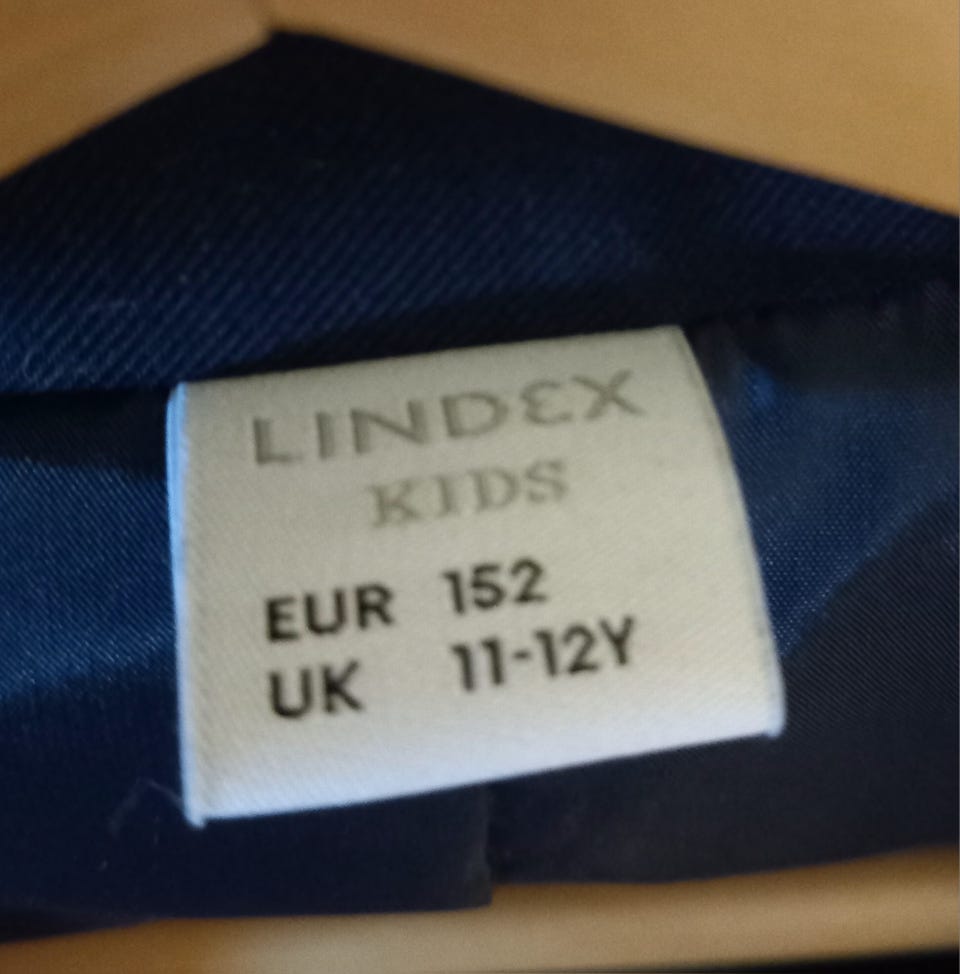 LINDEX
KIDS
EUR 152
UK 11-12Y